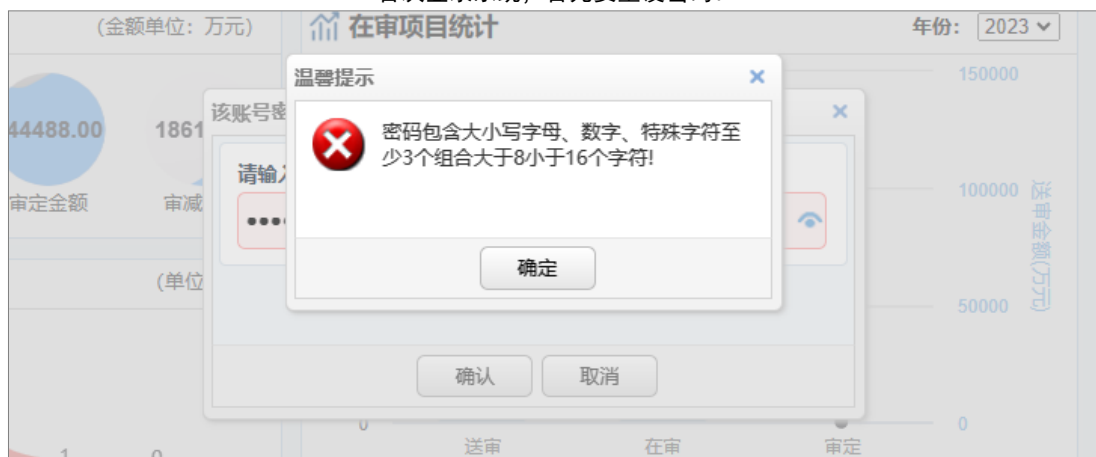 (金额单位：万元)
在审项目统计
年份： 2023
温馨提示
150000
该账号密
44488.00
1861
密码包含大小写字母、数字、特殊字符至
少3个组合大于8小于16个字符!
请输入
100000
审定金额
审减
••••
送审金额(万元)
确定
(单位
50000
确认
取消
0
0
送审
在审
审定
1
0